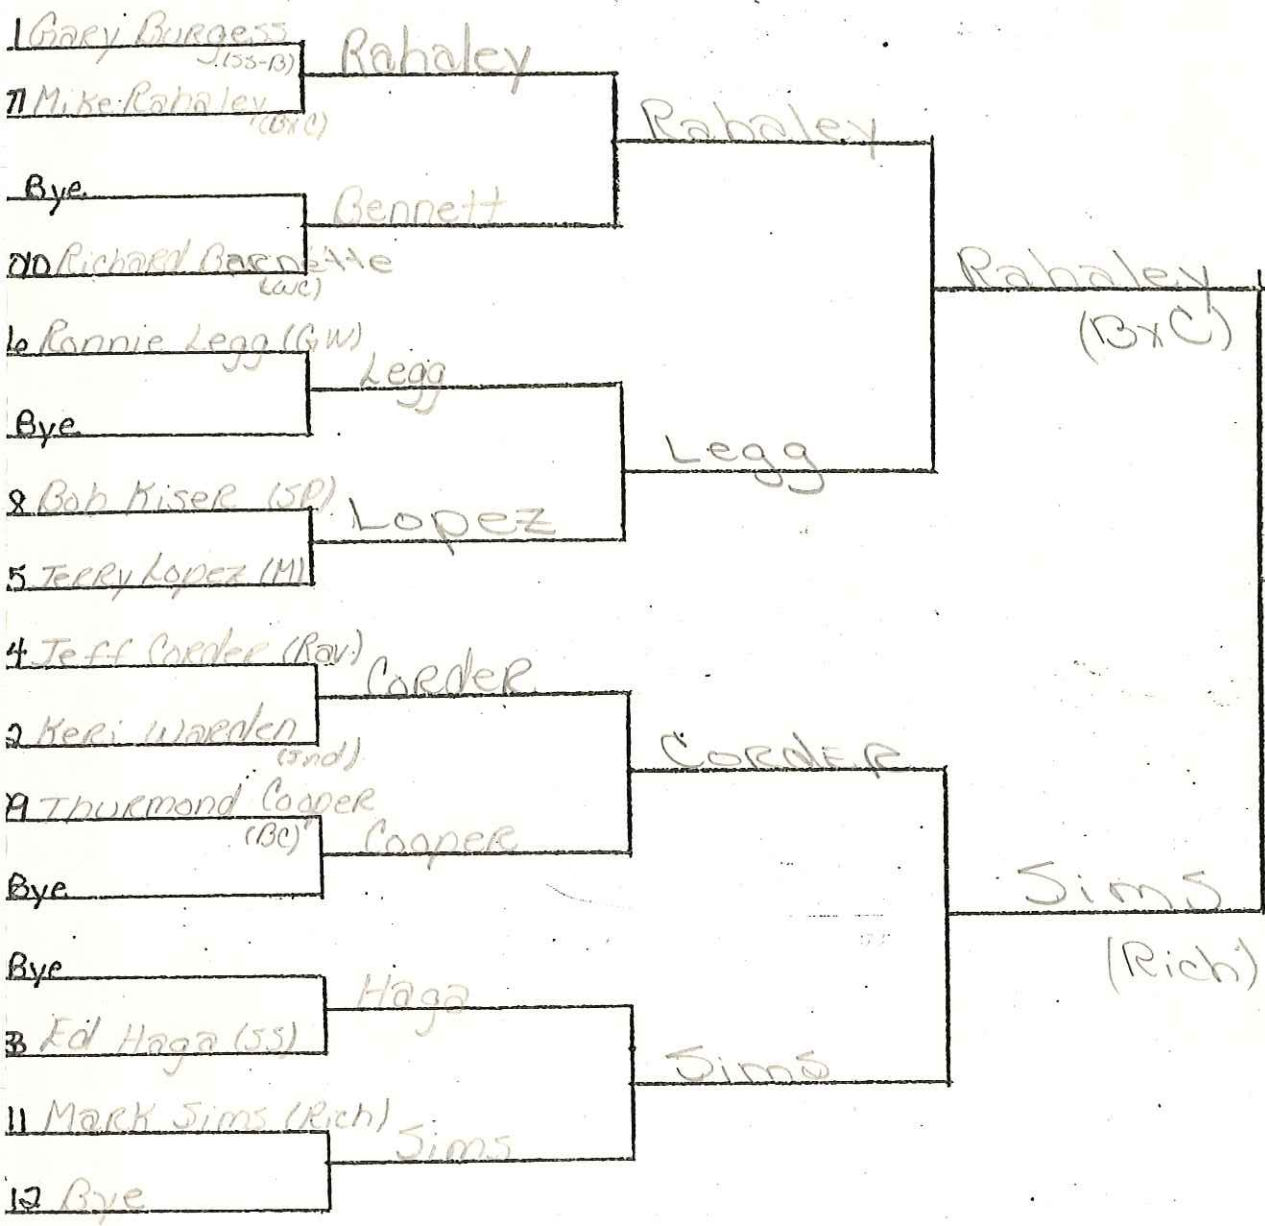 1 Gary Burgess
(SS-B)
7 Mike Rahaley
(BxC)
Rahaley
Bye
Richard Barnette
(WC)
Bennett
Rahaley
6 Ronnie Legg (GW)
Bye
Legg
8 Bob Kiser (SP)
5 Terry Lopez (M)
Lopez
Legg
Rahaley
(BxC)
4 Jeff Corder (Rav.)
2 Keri Warden
(Ind)
Corder
9 Thurmond Cooper
(BC)
Bye
Cooper
Corder
Bye
3 Ed Haga (SS)
Haga
11 Mark Sims (Rich)
12 Bye
Sims
Sims
Sims
(Rich)